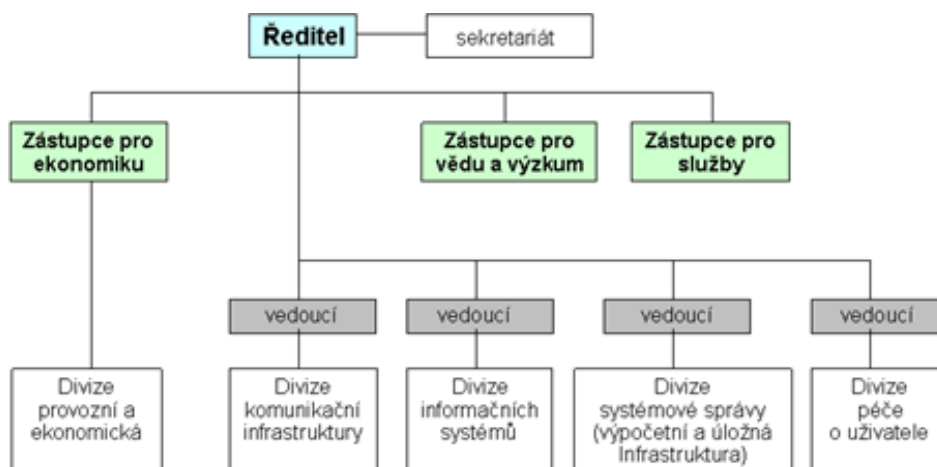 Ředitel
sekretariát
Zástupce pro
ekonomiku
Zástupce pro
vědu a výzkum
Zástupce pro
služby
vedoucí
vedoucí
vedoucí
vedoucí
Divize
provozní a
ekonomická
Divize
komunikační
infrastruktury
Divize
informačních
systémů
Divize
systémové správy
(výpočetní a úložná
Infrastruktura)
Divize
péče
o uživatele